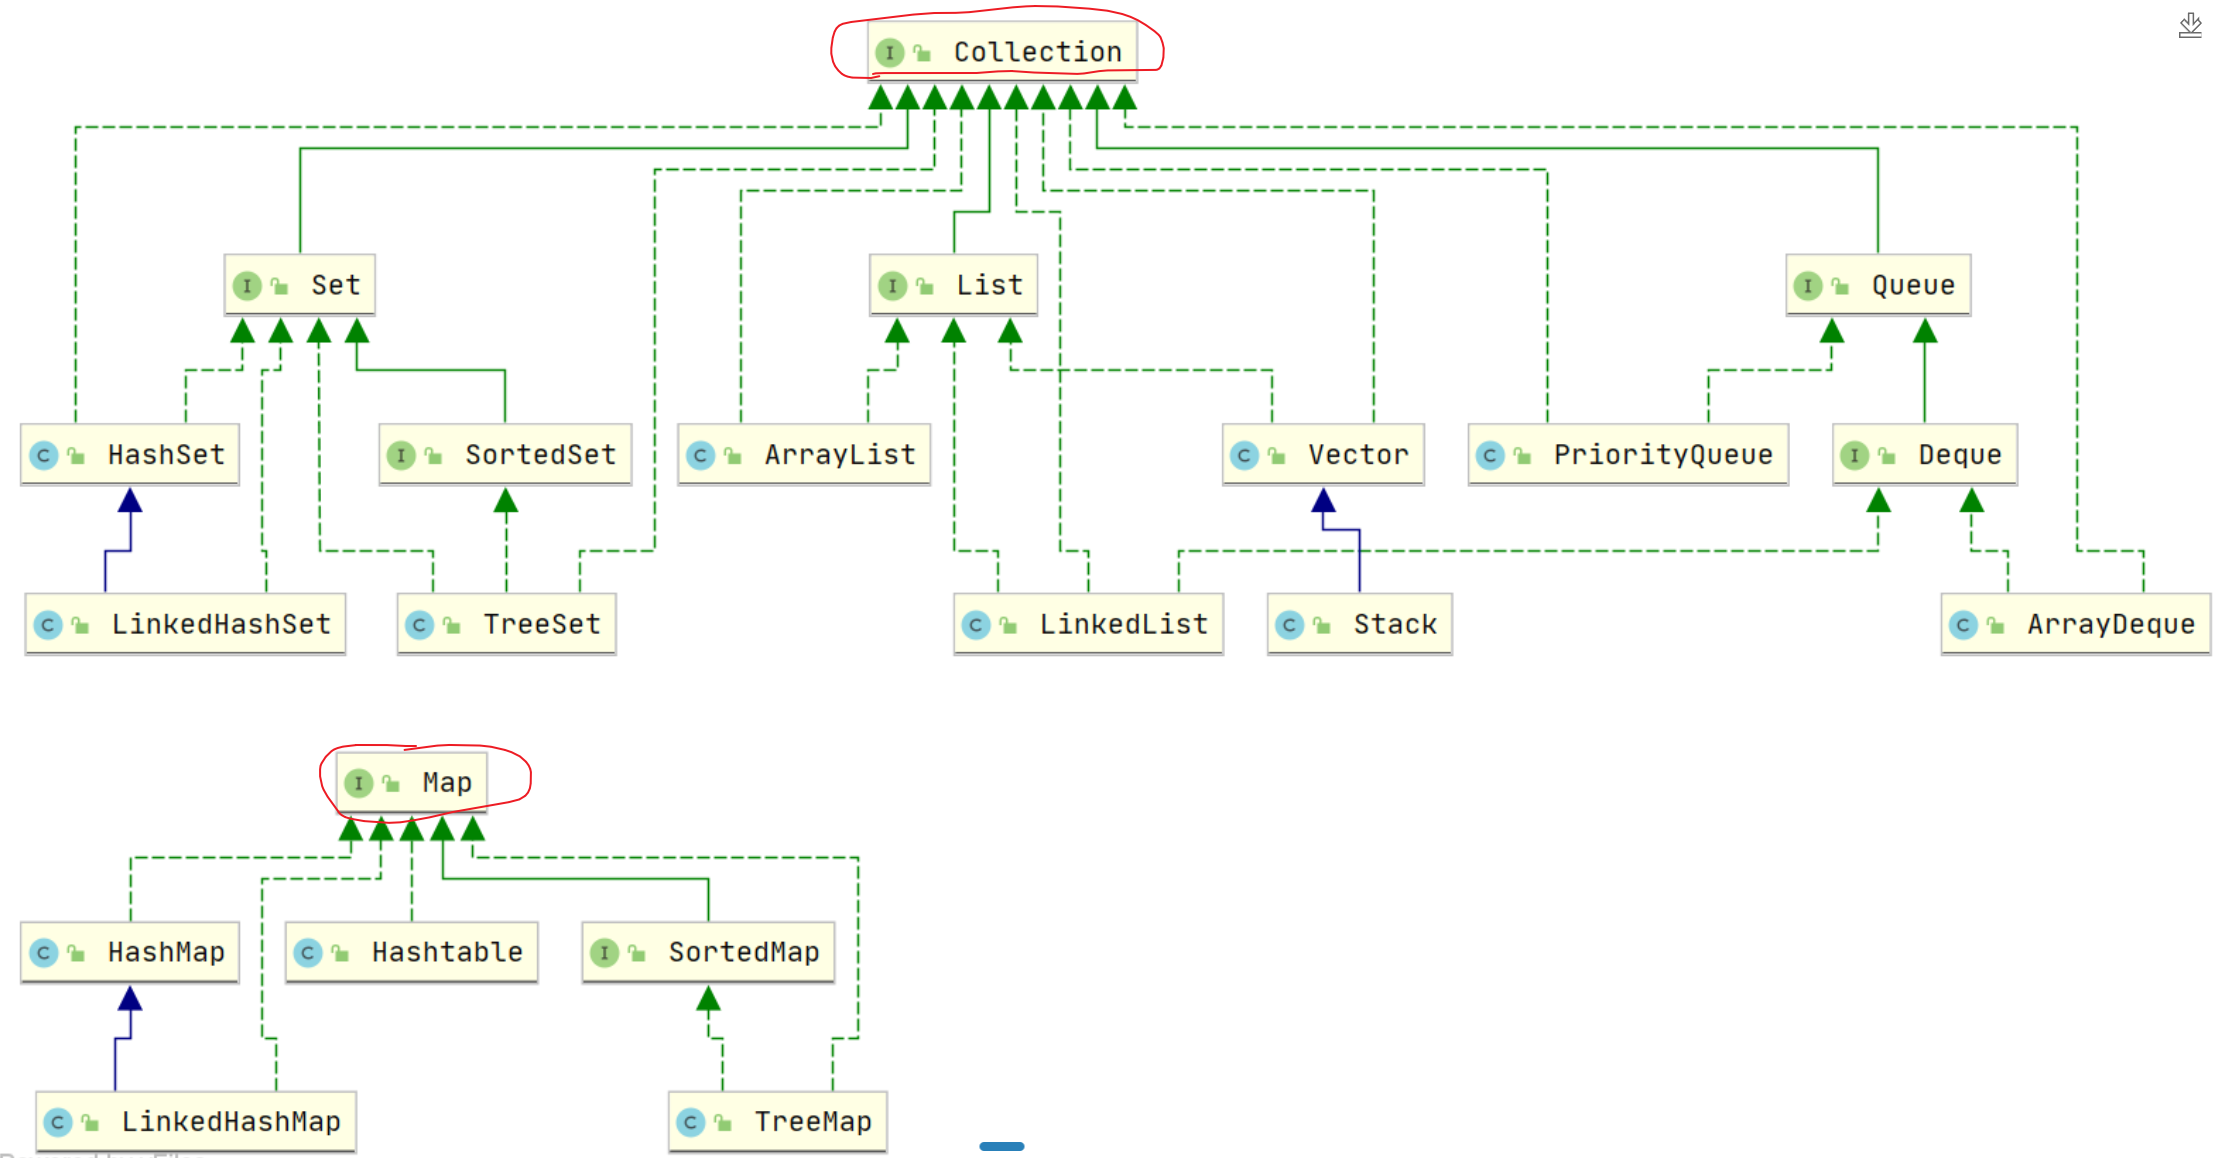 I Collection
I Set
I List
I Queue
C HashSet
I SortedSet
C ArrayList
C Vector
C PriorityQueue
I Deque
C LinkedHashSet
C TreeSet
C LinkedList
C Stack
C ArrayDeque
I Map
C HashMap
C Hashtable
I SortedMap
C LinkedHashMap
C TreeMap